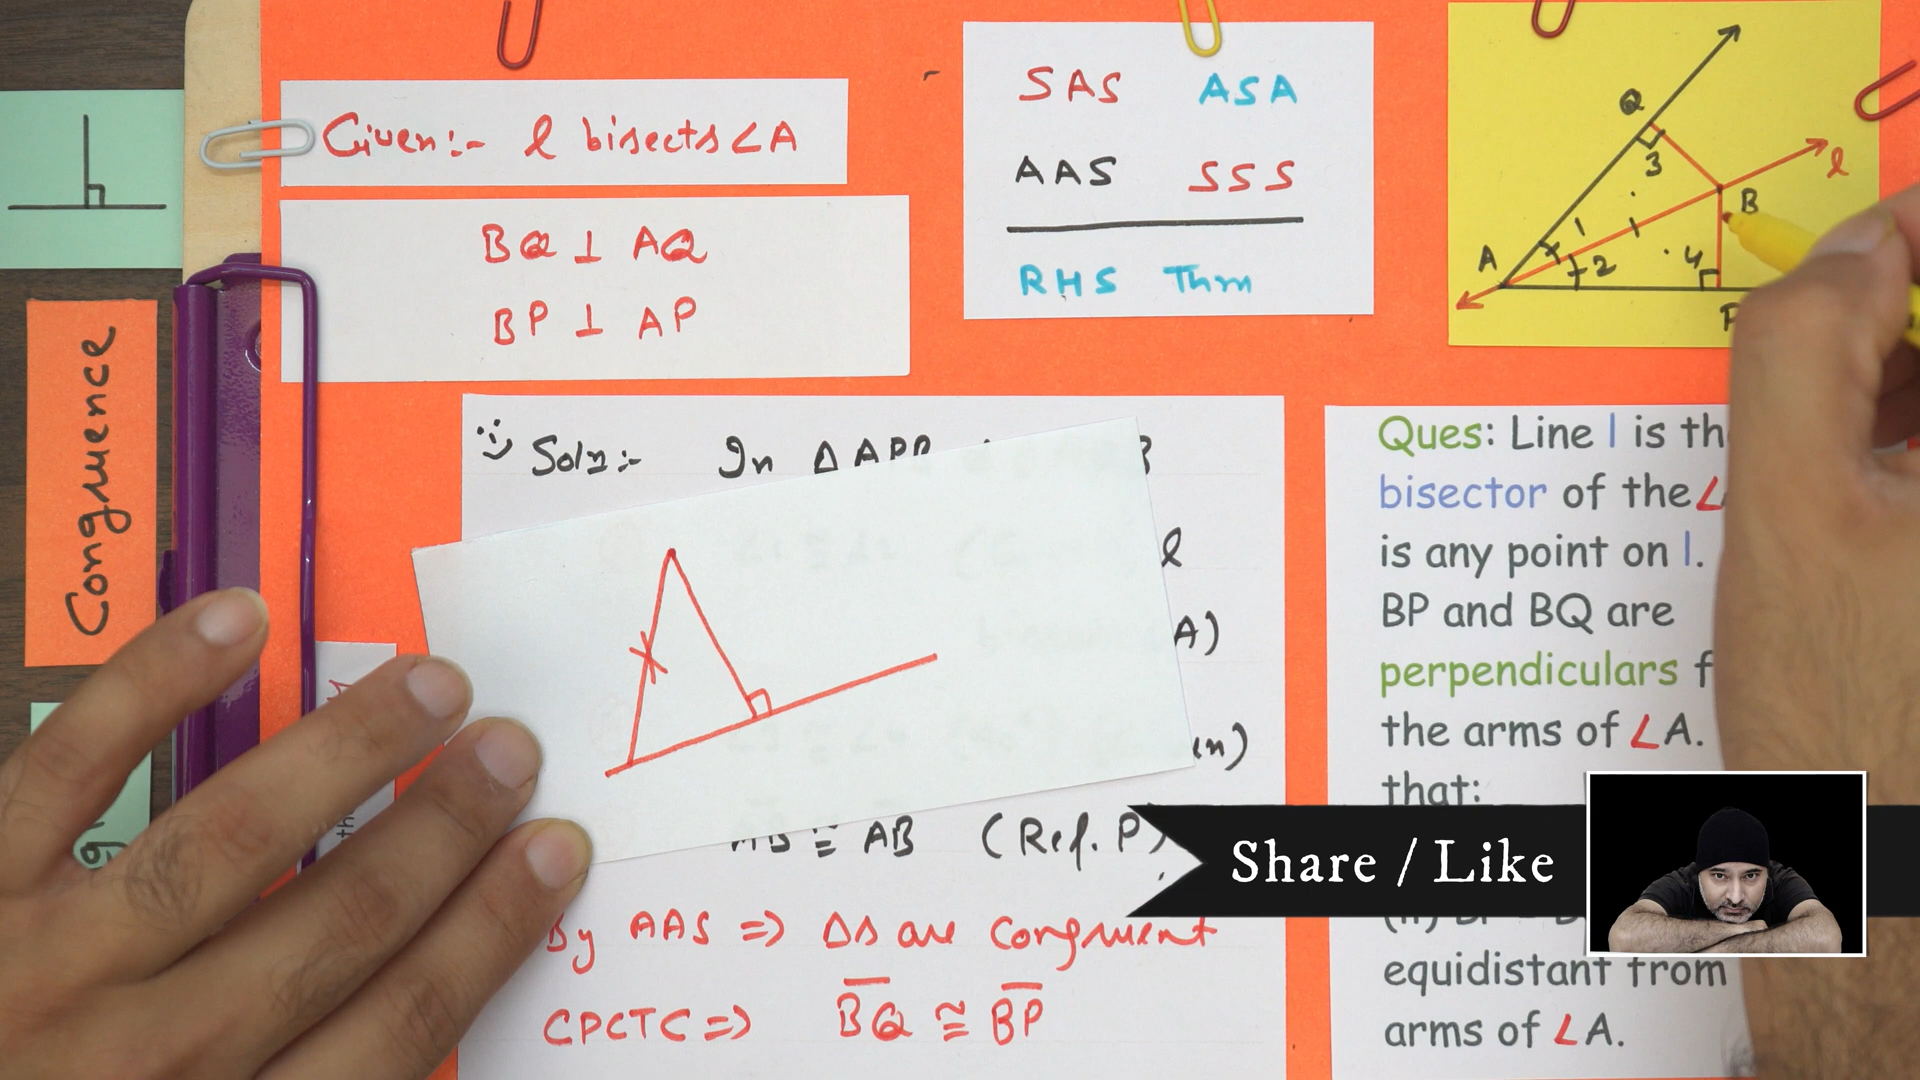 Given:- l bisects ∠A
BQ ⊥ AQ
BP ⊥ AP
SAS ASA
AAS SSS
RHS Thm
Q
3
l
B
1
A
2
4
P
Congruence
Soln:- In Δ
l
A)
AB ≅ AB (Ref. P)
By AAS => Δs are congruent
CPCTC => BQ ≅ BP
Ques: Line l is th
bisector of the ∠
is any point on l.
BP and BQ are
perpendiculars f
the arms of ∠A.
that:
equidistant from
arms of ∠A.
Share / Like